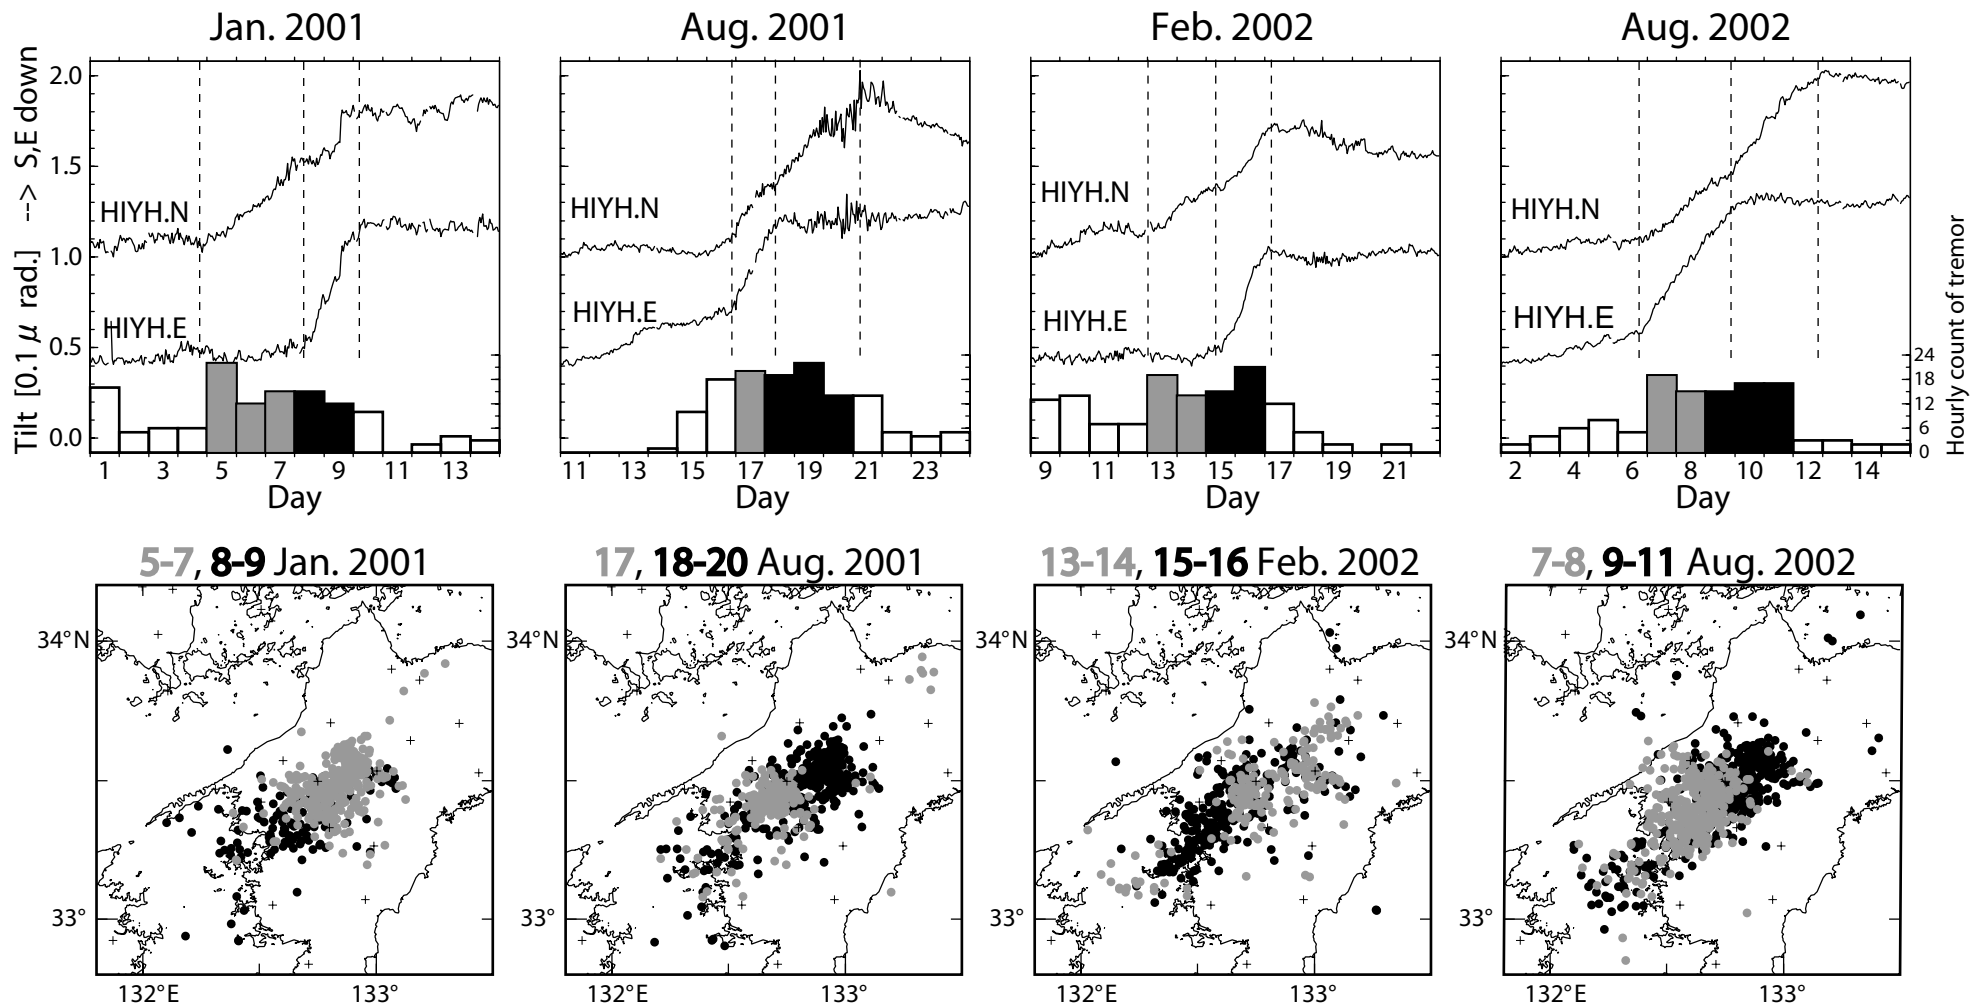 Jan. 2001
Aug. 2001
Feb. 2002
Aug. 2002
Tilt [0.1 μ rad.] --> S,E down
2.0
1.5
1.0
0.5
0.0
HIYH.N
HIYH.E
HIYH.N
HIYH.E
HIYH.N
HIYH.E
HIYH.N
HIYH.E
24
18
12
6
0
Hourly count of tremor
1 3 5 7 9 11 13
11 13 15 17 19 21 23
9 11 13 15 17 19 21
2 4 6 8 10 12 14
Day
Day
Day
Day
5-7, 8-9 Jan. 2001
17, 18-20 Aug. 2001
13-14, 15-16 Feb. 2002
7-8, 9-11 Aug. 2002
34°N
34°N
34°N
34°N
33°
33°
33°
33°
132°E 133°
132°E 133°
132°E 133°
132°E 133°